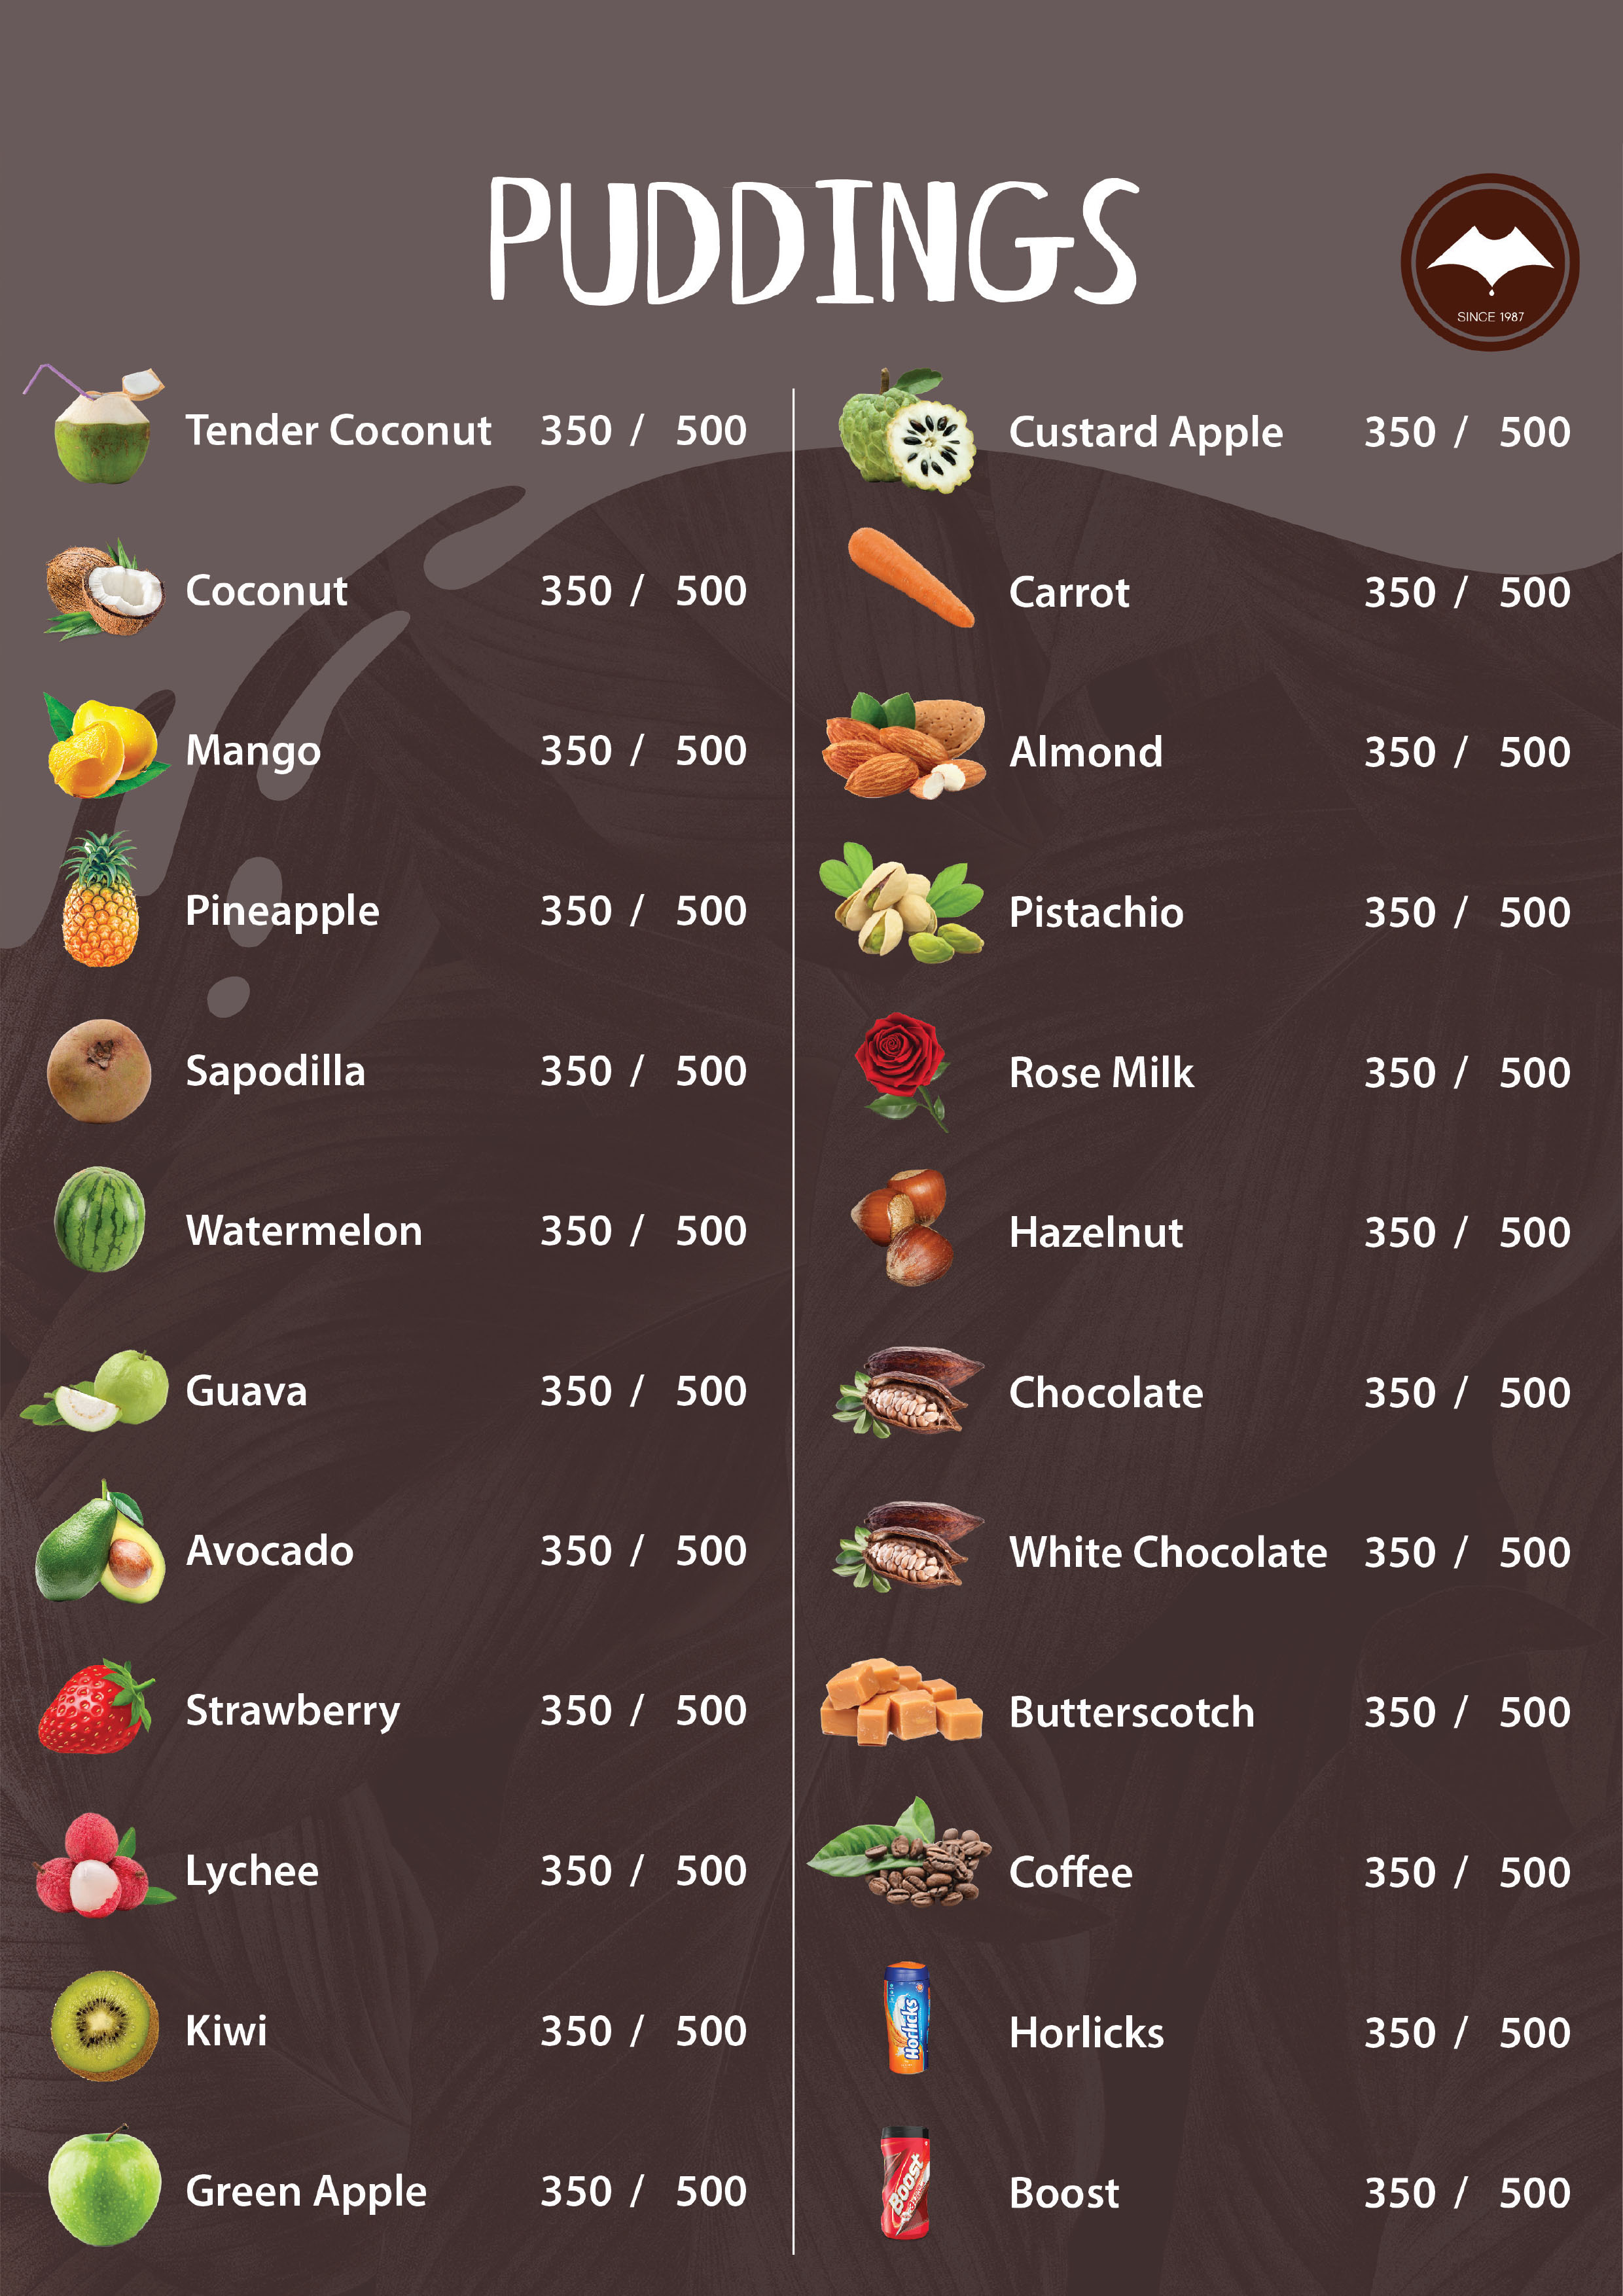 PUDDINGS
SINCE 1987
Tender Coconut 350 / 500
Coconut 350 / 500
Mango 350 / 500
Pineapple 350 / 500
Sapodilla 350 / 500
Watermelon 350 / 500
Guava 350 / 500
Avocado 350 / 500
Strawberry 350 / 500
Lychee 350 / 500
Kiwi 350 / 500
Green Apple 350 / 500
Custard Apple 350 / 500
Carrot 350 / 500
Almond 350 / 500
Pistachio 350 / 500
Rose Milk 350 / 500
Hazelnut 350 / 500
Chocolate 350 / 500
White Chocolate 350 / 500
Butterscotch 350 / 500
Coffee 350 / 500
Horlicks
Horlicks 350 / 500
Boost
Boost 350 / 500